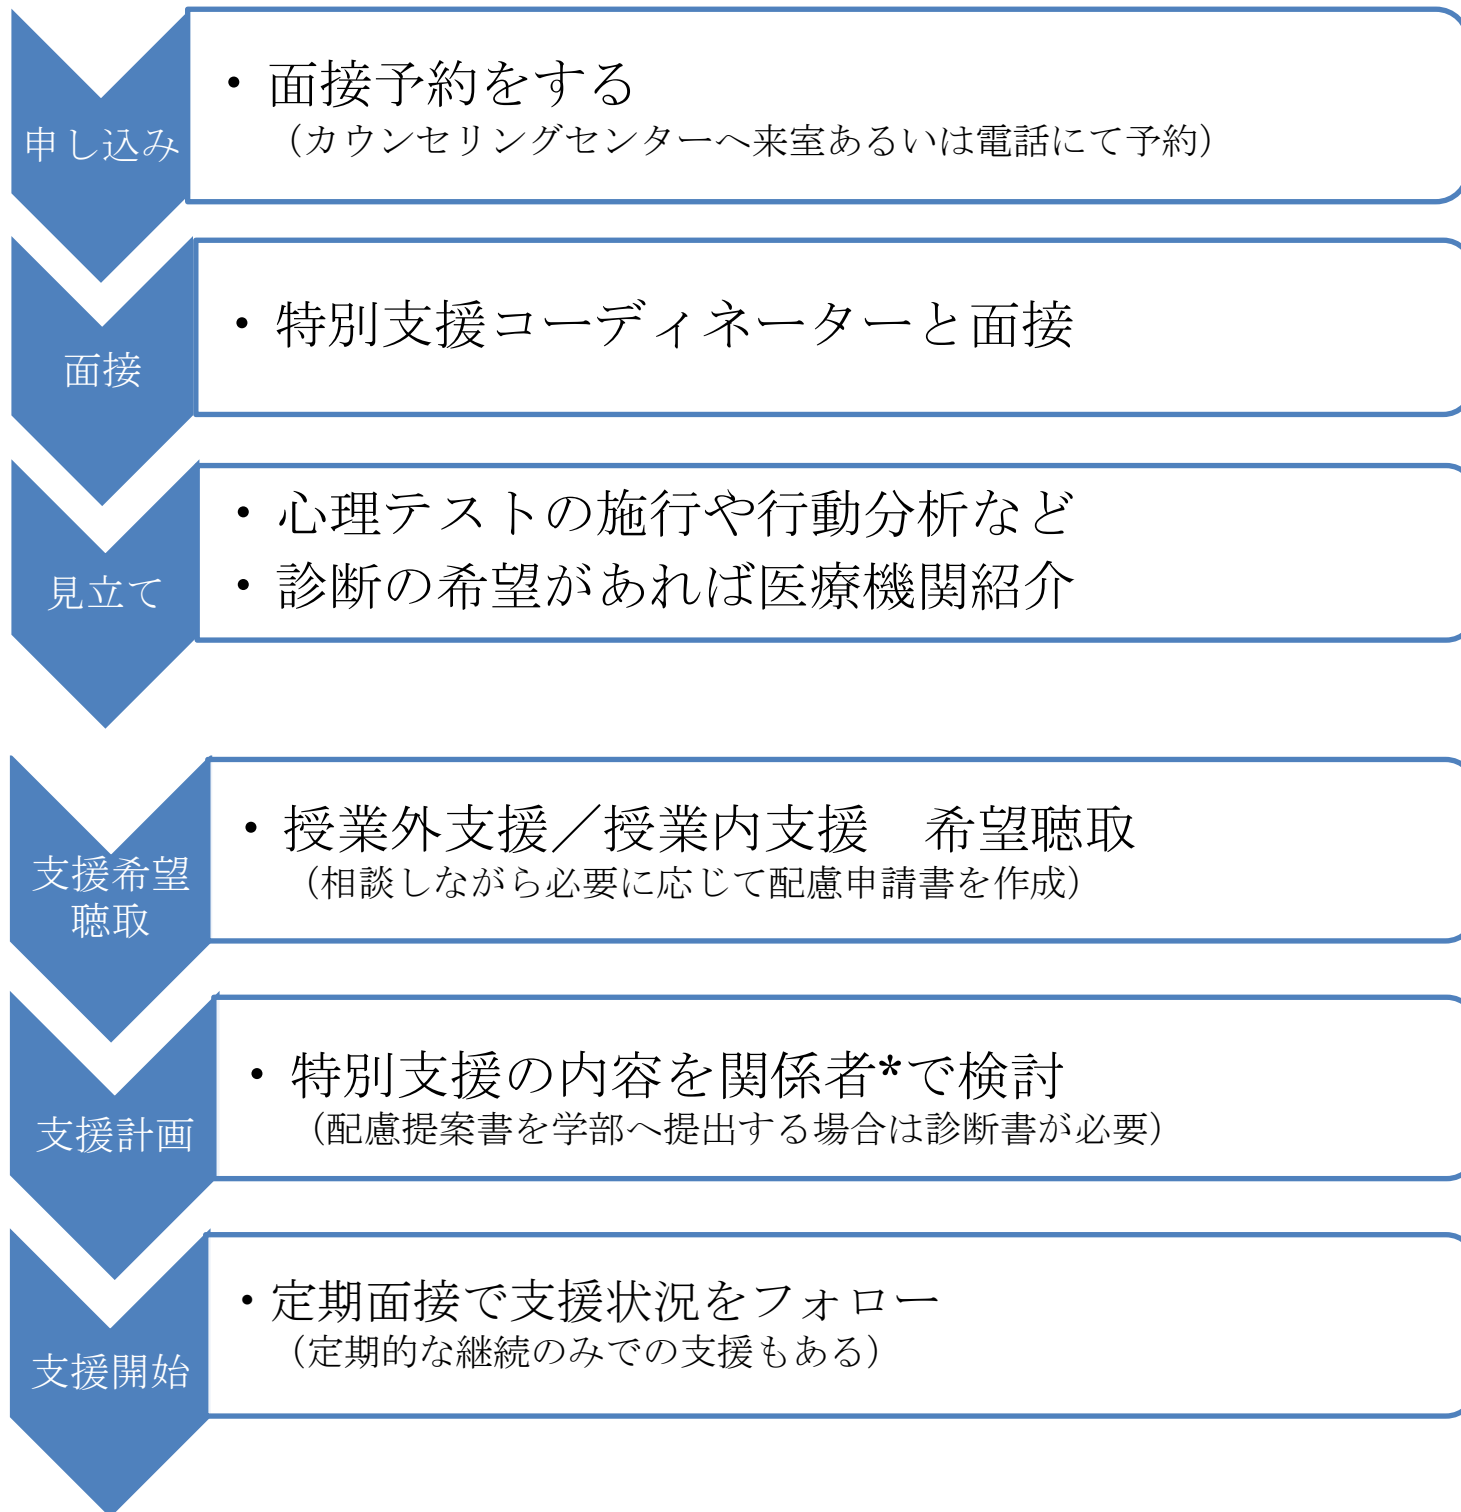 申し込み
・面接予約をする
（カウンセリングセンターへ来室あるいは電話にて予約）
面接
・特別支援コーディネーターと面接
見立て
・心理テストの施行や行動分析など
・診断の希望があれば医療機関紹介
支援希望
聴取
・授業外支援／授業内支援　希望聴取
（相談しながら必要に応じて配慮申請書を作成）
支援計画
・特別支援の内容を関係者*で検討
（配慮提案書を学部へ提出する場合は診断書が必要）
支援開始
・定期面接で支援状況をフォロー
（定期的な継続のみでの支援もある）